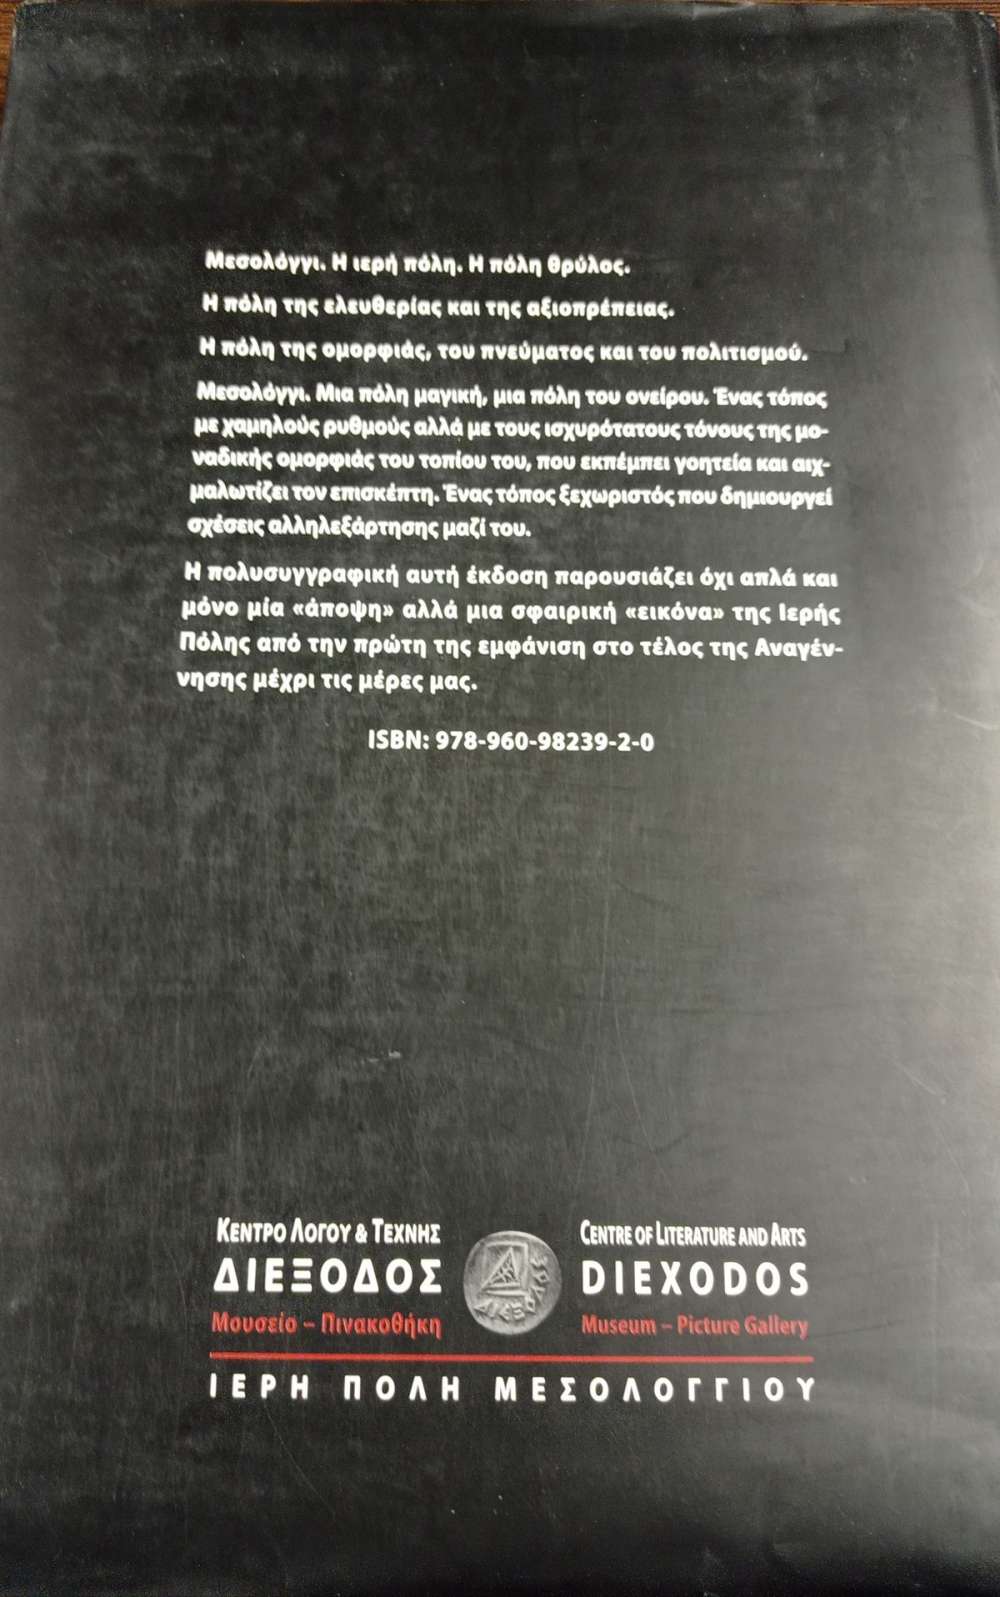 Μεσολόγγι. Η ιερή πόλη. Η πόλη θρύλος.
Η πόλη της ελευθερίας και της αξιοπρέπειας.
Η πόλη της ομορφιάς, του πνεύματος και του πολιτισμού.
Μεσολόγγι. Μια πόλη μαγική, μια πόλη του ονείρου. Ένας τόπος
με χαμηλούς ρυθμούς αλλά με τους ισχυρότατους τόνους της μο-
ναδικής ομορφιάς του τοπίου του, που εκπέμπει γοητεία και αιχ-
μαλωτίζει τον επισκέπτη. Ένας τόπος ξεχωριστός που δημιουργεί
σχέσεις αλληλεξάρτησης μαζί του.
Η πολυσυγγραφική αυτή έκδοση παρουσιάζει όχι απλά και
μόνο μία «άποψη» αλλά μια σφαιρική «εικόνα» της Ιερής
Πόλης από την πρώτη της εμφάνιση στο τέλος της Αναγέν-
νησης μέχρι τις μέρες μας.
ISBN: 978-960-98239-2-0
ΚΕΝΤΡΟ ΛΟΓΟΥ & ΤΕΧΝΗΣ
ΔΙΕΞΟΔΟΣ
Μουσείο – Πινακοθήκη
ΔΙΕΞΟΔΟΣ
CENTRE OF LITERATURE AND ARTS
DIEXODOS
Museum – Picture Gallery
ΙΕΡΗ ΠΟΛΗ ΜΕΣΟΛΟΓΓΙΟΥ